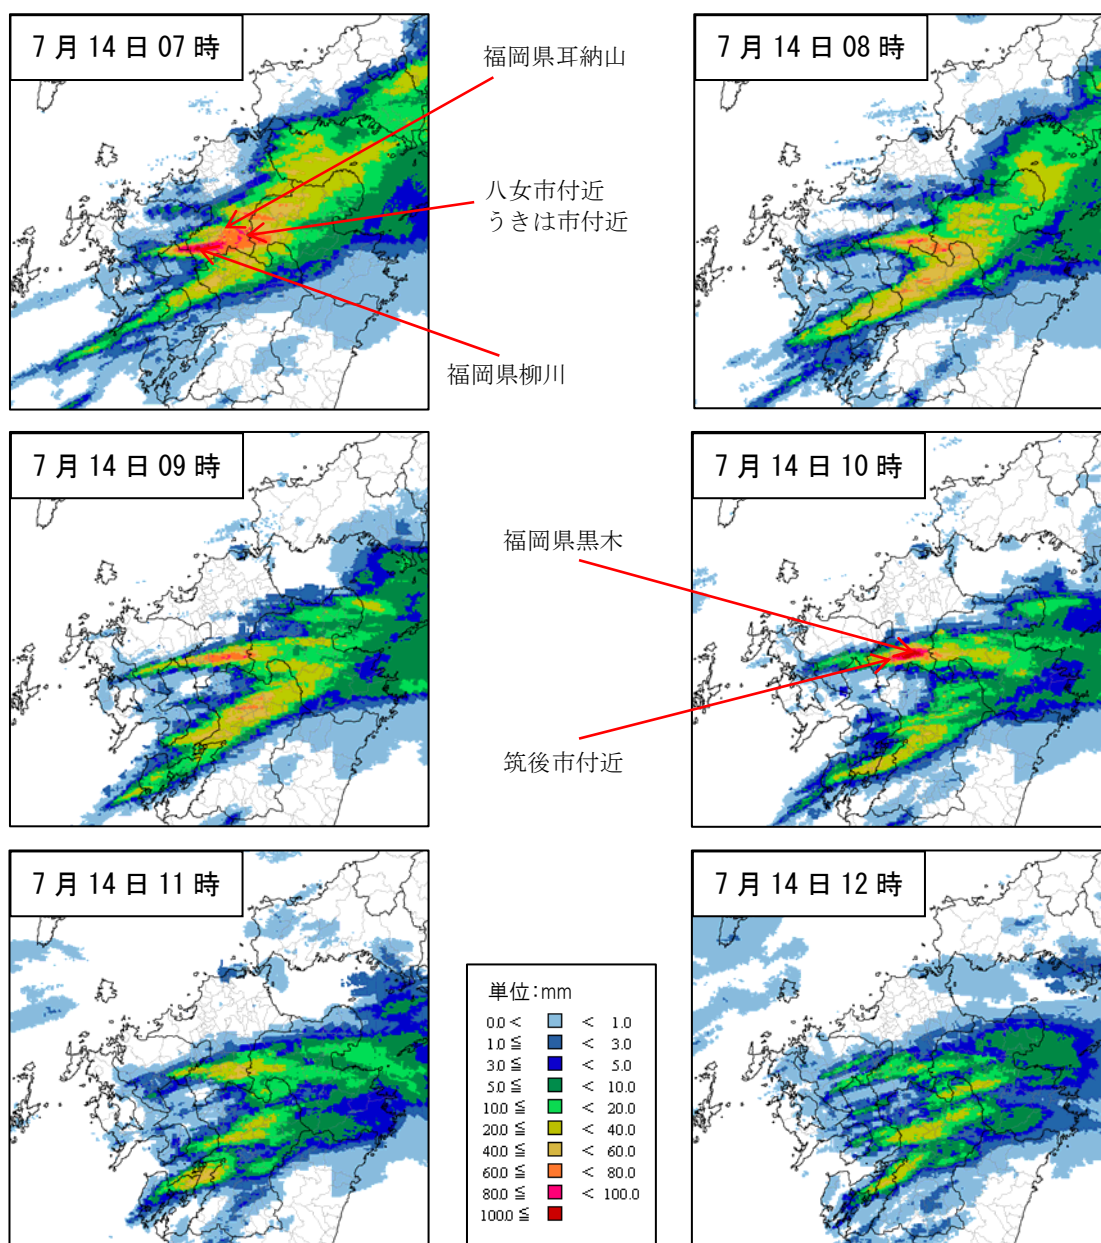 7月14日07時
福岡県耳納山
7月14日08時
八女市付近
うきは市付近
福岡県柳川
7月14日09時
7月14日10時
福岡県黒木
筑後市付近
7月14日11時
7月14日12時
単位:mm
0.0 < < 1.0
1.0 ≦ < 3.0
3.0 ≦ < 5.0
5.0 ≦ < 10.0
10.0 ≦ < 20.0
20.0 ≦ < 40.0
40.0 ≦ < 60.0
60.0 ≦ < 80.0
80.0 ≦ < 100.0
100.0 ≦